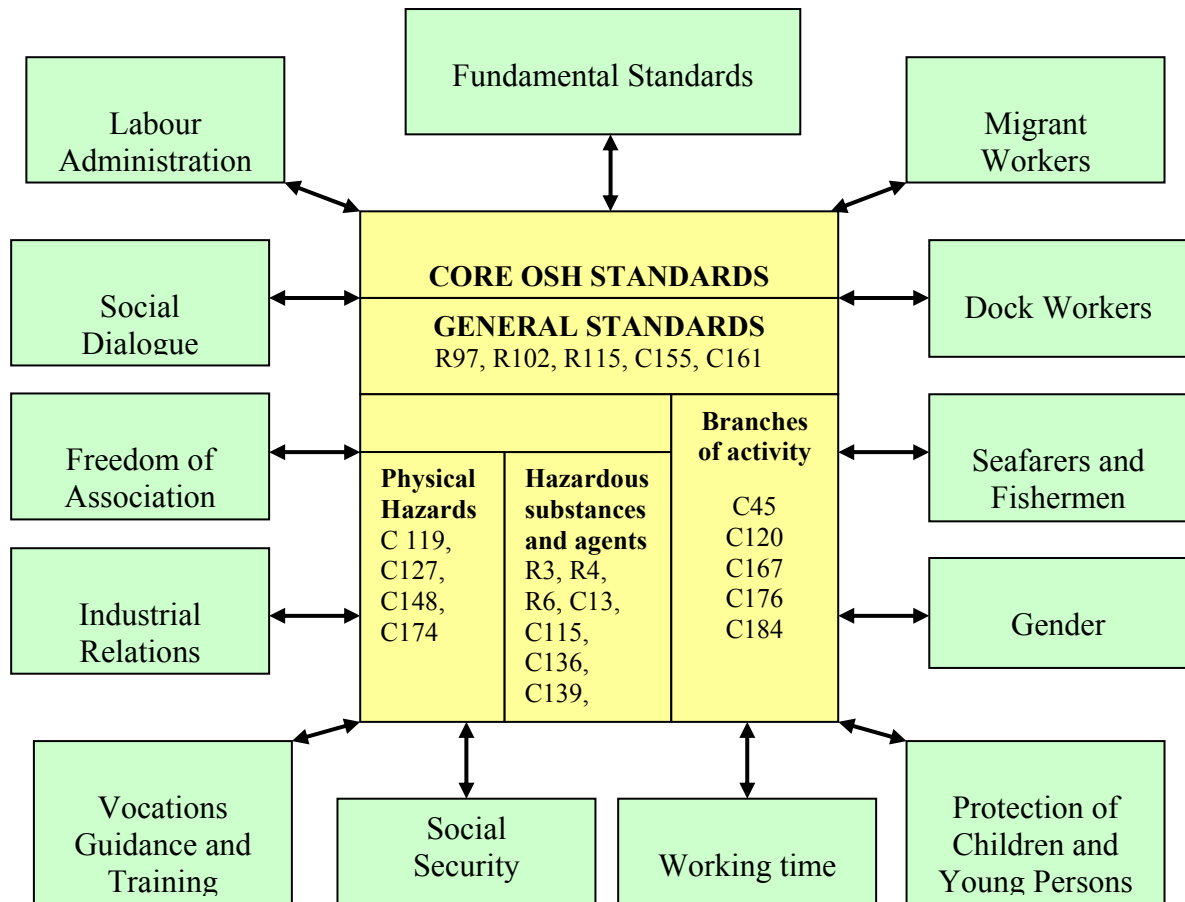 Fundamental Standards
Labour
Administration
Migrant
Workers
CORE OSH STANDARDS
GENERAL STANDARDS
R97, R102, R115, C155, C161
Social
Dialogue
Dock Workers
Freedom of
Association
Physical
Hazards
C 119,
C127,
C148,
C174
Hazardous
substances
and agents
R3, R4,
R6, C13,
C115,
C136,
C139,
Branches
of activity
C45
C120
C167
C176
C184
Seafarers and
Fishermen
Industrial
Relations
Gender
Vocations
Guidance and
Training
Social
Security
Working time
Protection of
Children and
Young Persons